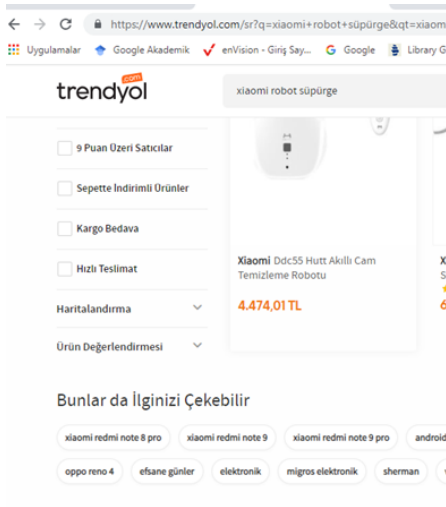 https://www.trendyol.com/sr?q=xiaomi+robot+süpürge&qt=xiaom
Uygulamalar Google Akademik enVision - Giriş Say... Google Library G
trendyol .com
xiaomi robot süpürge
9 Puan Üzeri Satıcılar
Sepette İndirimli Ürünler
Kargo Bedava
Hızlı Teslimat
Haritalandırma
Ürün Değerlendirmesi
Xiaomi Ddc55 Hutt Akıllı Cam
Temizleme Robotu
4.474,01 TL
X
S
6
Bunlar da İlginizi Çekebilir
xiaomi redmi note 8 pro xiaomi redmi note 9 xiaomi redmi note 9 pro android
oppo reno 4 efsane günler elektronik migros elektronik sherman